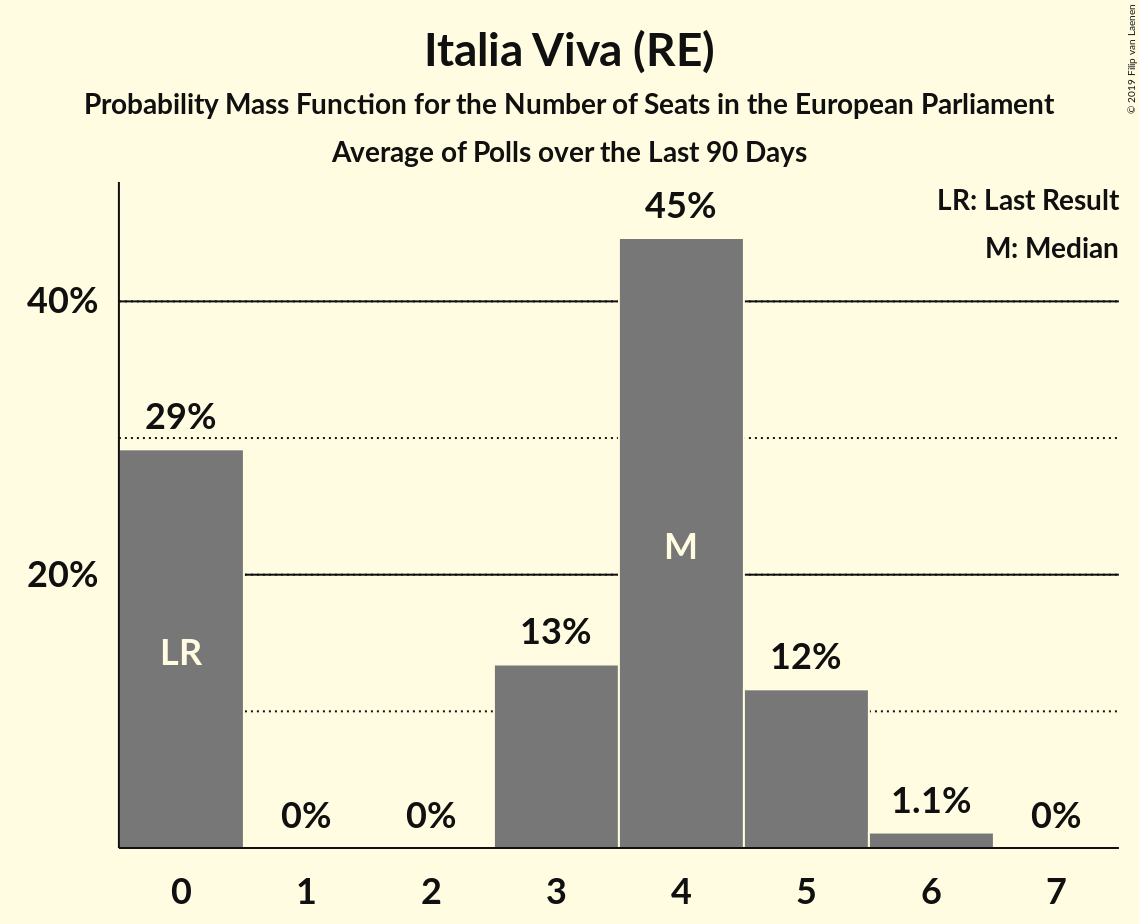 Italia Viva (RE)
Probability Mass Function for the Number of Seats in the European Parliament
Average of Polls over the Last 90 Days
© 2019 Filip van Laenen
LR: Last Result
M: Median
45%
40%
29%
M
20%
13%
12%
LR
1.1%
0%
0%
0%
0 1 2 3 4 5 6 7